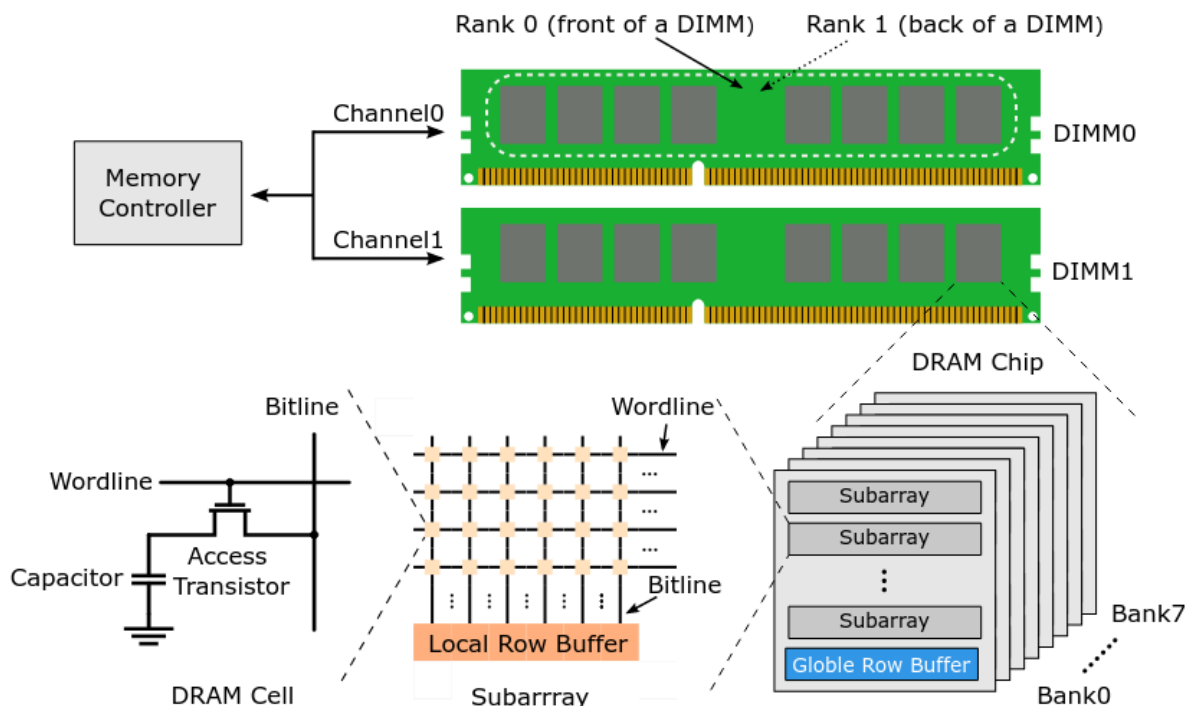 Rank 0 (front of a DIMM)
Rank 1 (back of a DIMM)
Channel0
DIMM0
Memory
Controller
Channel1
DIMM1
DRAM Chip
Bitline
Wordline
Wordline
...
...
...
Access
Transistor
Capacitor
Bitline
Local Row Buffer
Subarray
Subarray
Subarray
Globle Row Buffer
Bank7
Bank0
DRAM Cell
Subarrray